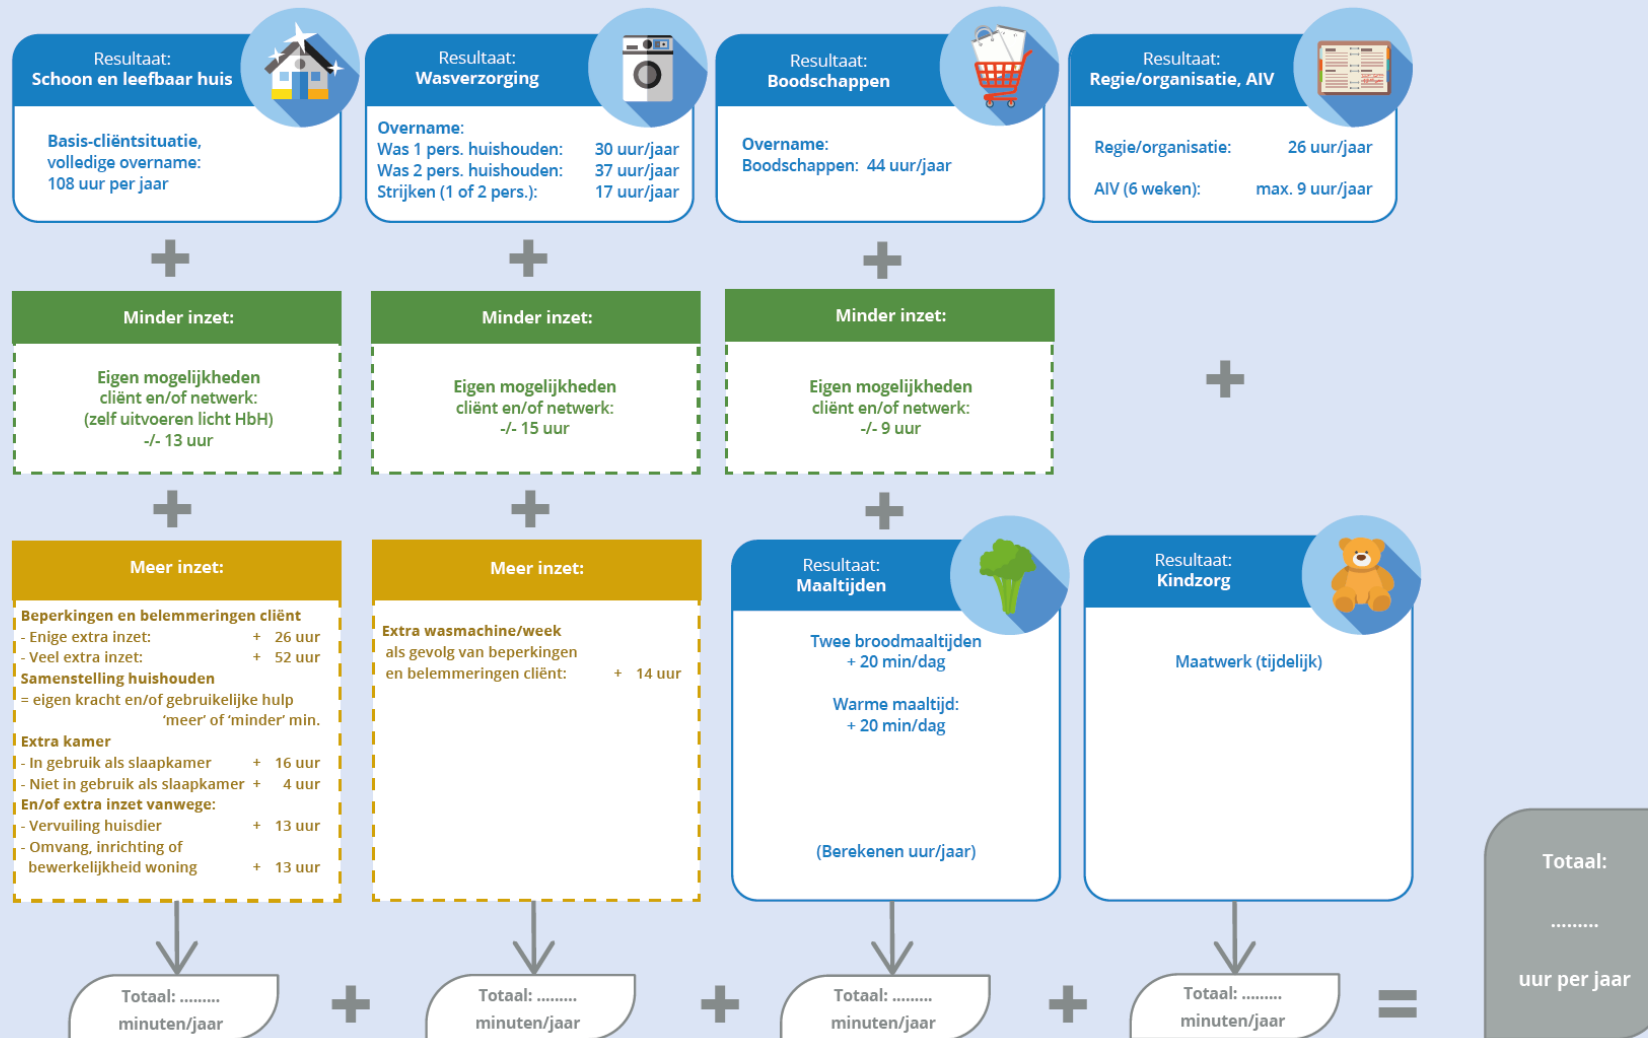 Resultaat:
Schoon en leefbaar huis
Basis-cliëntsituatie,
volledige overname:
108 uur per jaar
Resultaat:
Wasverzorging
Overname:
Was 1 pers. huishouden: 30 uur/jaar
Was 2 pers. huishouden: 37 uur/jaar
Strijken (1 of 2 pers.): 17 uur/jaar
Resultaat:
Boodschappen
Overname:
Boodschappen: 44 uur/jaar
Resultaat:
Regie/organisatie, AIV
Regie/organisatie: 26 uur/jaar
AIV (6 weken): max. 9 uur/jaar
+
+
+
Minder inzet:
Eigen mogelijkheden
cliënt en/of netwerk:
(zelf uitvoeren licht HbH)
-/- 13 uur
Minder inzet:
Eigen mogelijkheden
cliënt en/of netwerk:
-/- 15 uur
Minder inzet:
Eigen mogelijkheden
cliënt en/of netwerk:
-/- 9 uur
+
+
+
+
Meer inzet:
Beperkingen en belemmeringen cliënt
- Enige extra inzet: + 26 uur
- Veel extra inzet: + 52 uur
Samenstelling huishouden
= eigen kracht en/of gebruikelijke hulp
‘meer’ of ‘minder’ min.
Extra kamer
- In gebruik als slaapkamer + 16 uur
- Niet in gebruik als slaapkamer + 4 uur
En/of extra inzet vanwege:
- Vervuiling huisdier + 13 uur
- Omvang, inrichting of
bewerkelijkheid woning + 13 uur
Meer inzet:
Extra wasmachine/week
als gevolg van beperkingen
en belemmeringen cliënt: + 14 uur
Resultaat:
Maaltijden
Twee broodmaaltijden
+ 20 min/dag
Warme maaltijd:
+ 20 min/dag
(Berekenen uur/jaar)
Resultaat:
Kindzorg
Maatwerk (tijdelijk)
Totaal: .........
minuten/jaar
+
Totaal: .........
minuten/jaar
+
Totaal: .........
minuten/jaar
+
Totaal: .........
minuten/jaar
=
Totaal:
.........
uur per jaar